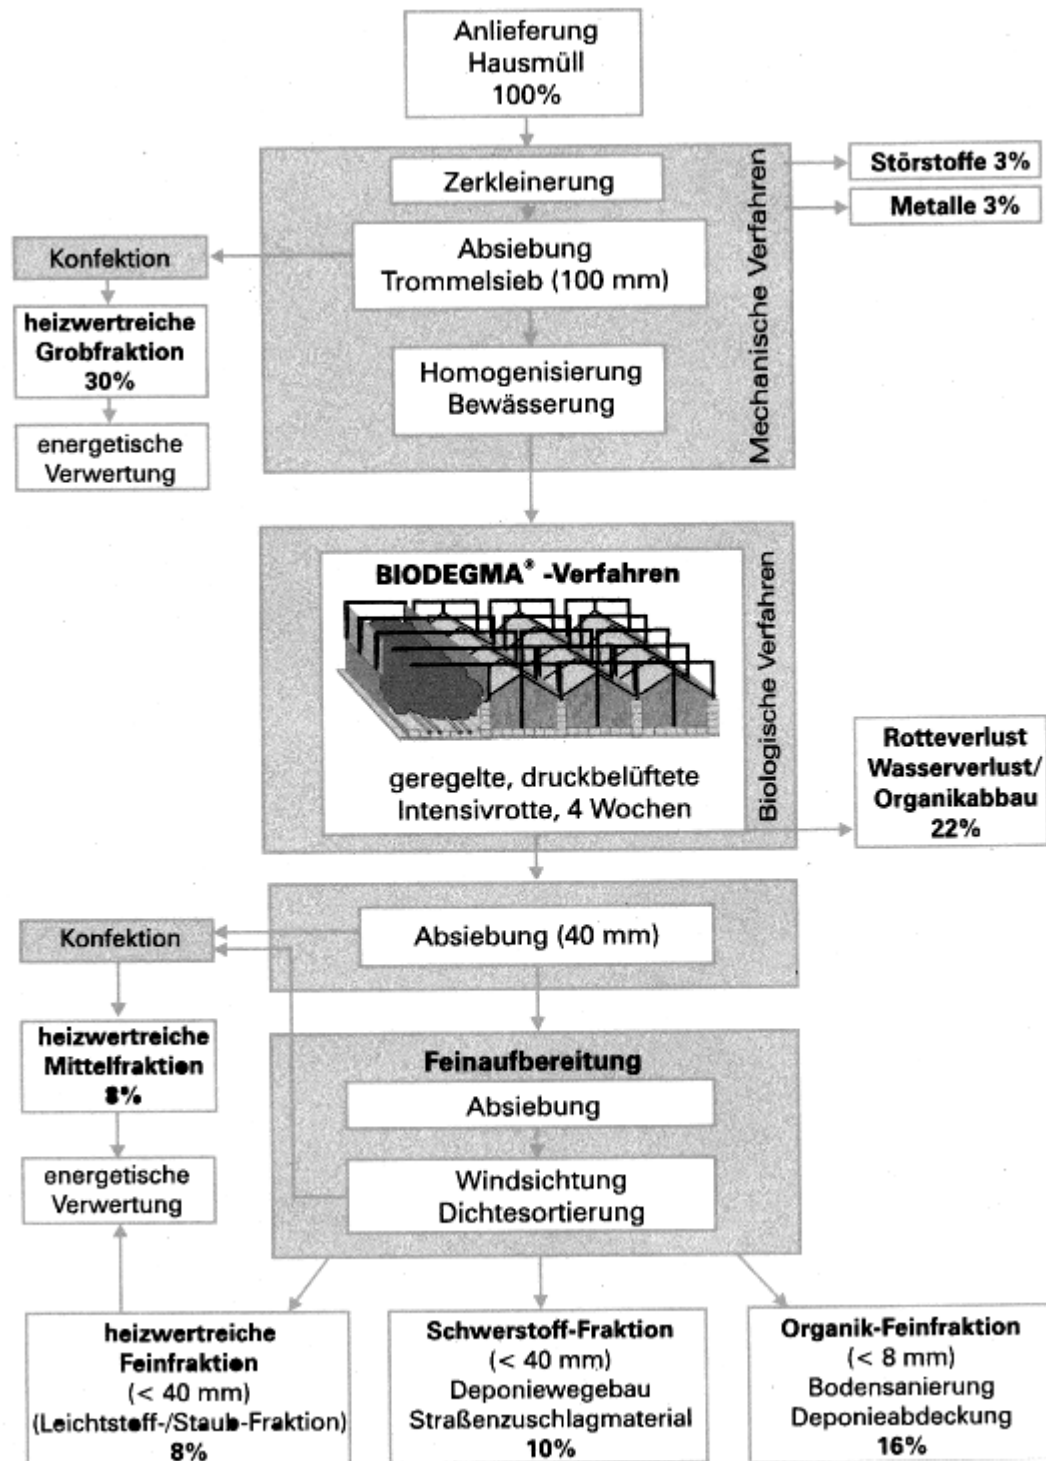 Anlieferung
Hausmüll
100%
Zerkleinerung
Absiebung
Trommelsieb (100 mm)
Homogenisierung
Bewässerung
Mechanische Verfahren
Störstoffe 3%
Metalle 3%
Konfektion
heizwertreiche
Grobfraktion
30%
energetische
Verwertung
BIODEGMA® -Verfahren
geregelte, druckbelüftete
Intensivrotte, 4 Wochen
Biologische Verfahren
Rotteverlust
Wasserverlust/
Organikabbau
22%
Absiebung (40 mm)
Konfektion
heizwertreiche
Mittelfraktion
8%
energetische
Verwertung
Feinaufbereitung
Absiebung
Windsichtung
Dichtesortierung
heizwertreiche
Feinfraktion
(< 40 mm)
(Leichtstoff-/Staub-Fraktion)
8%
Schwerstoff-Fraktion
(< 40 mm)
Deponiewegebau
Straßenzuschlagmaterial
10%
Organik-Feinfraktion
(< 8 mm)
Bodensanierung
Deponieabdeckung
16%